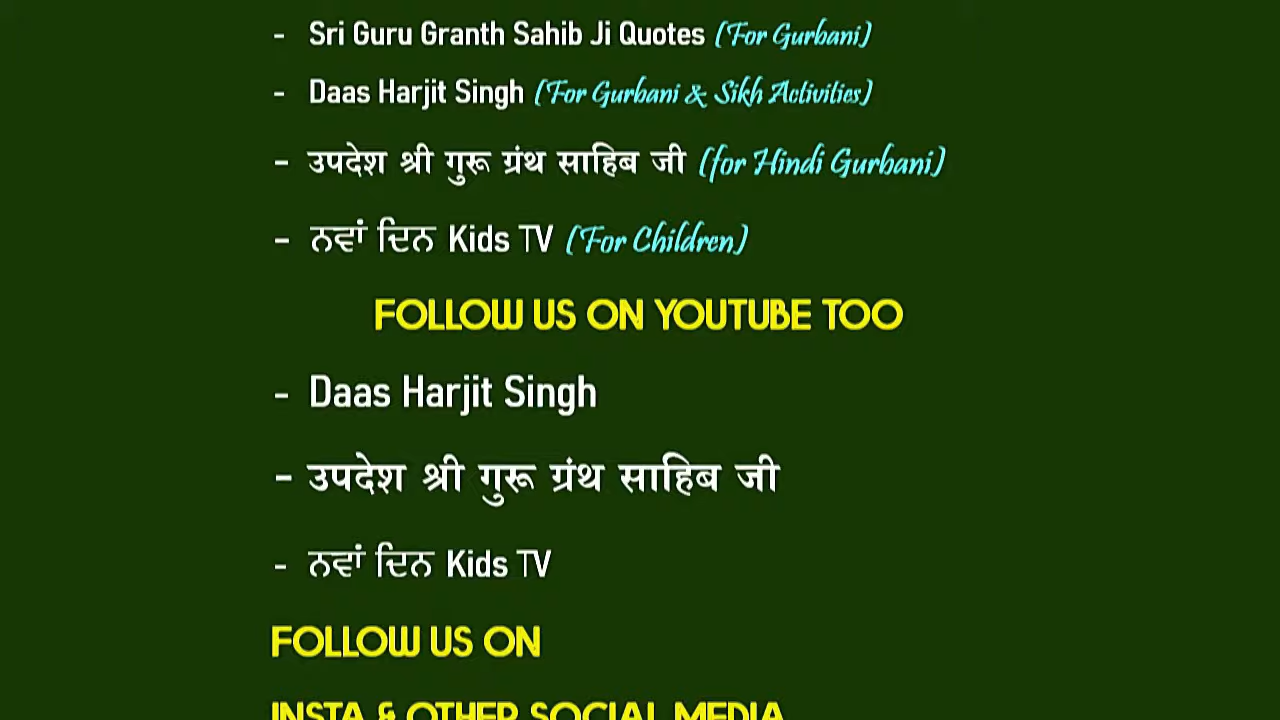 - Sri Guru Granth Sahib Ji Quotes (For Gurbani)
- Daas Harjit Singh (For Gurbani & Sikh Activities)
- उपदेश श्री गुरू ग्रंथ साहिब जी (for Hindi Gurbani)
- ਨਵਾਂ ਦਿਨ Kids TV (For Children)
FOLLOW US ON YOUTUBE TOO
- Daas Harjit Singh
- उपदेश श्री गुरू ग्रंथ साहिब जी
- ਨਵਾਂ ਦਿਨ Kids TV
FOLLOW US ON
INSTA & OTHER SOCIAL MEDIA